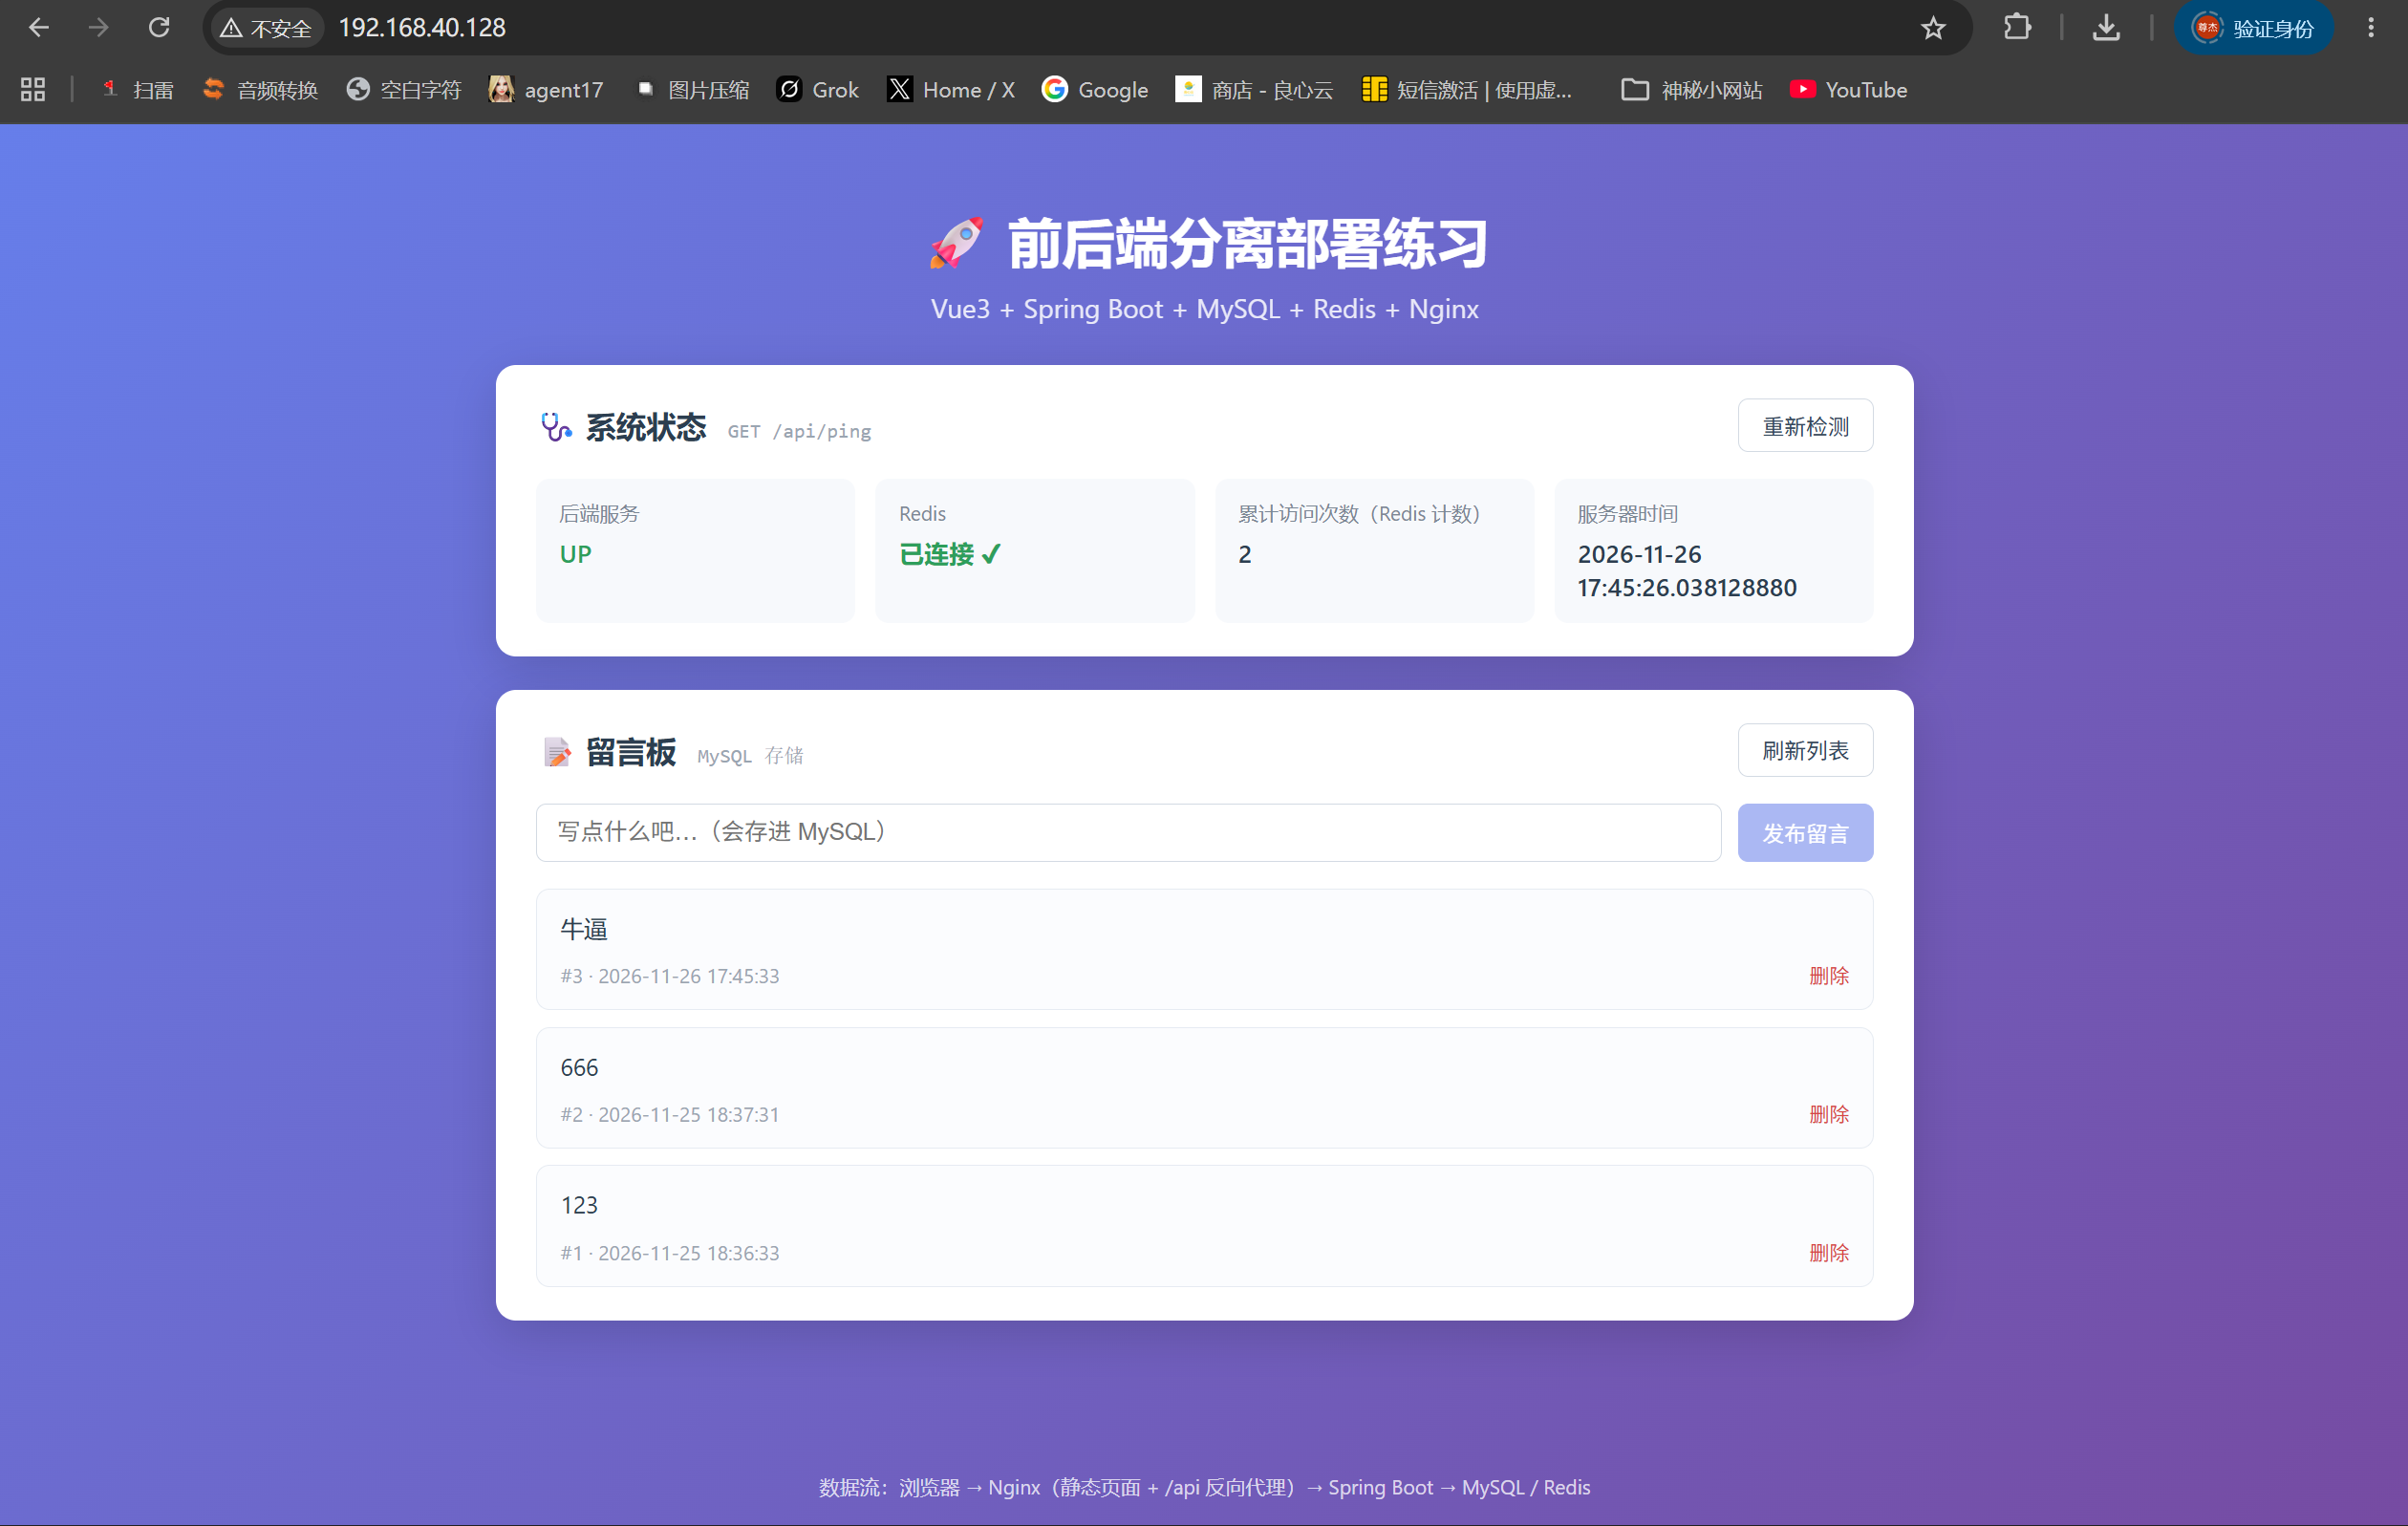 不安全 192.168.40.128 尊杰 验证身份
扫雷 音频转换 空白字符 agent17 图片压缩 Grok Home / X Google 商店 - 良心云 短信激活 | 使用虚... 神秘小网站 YouTube
🚀 前后端分离部署练习
Vue3 + Spring Boot + MySQL + Redis + Nginx
🩺 系统状态 GET /api/ping 重新检测
后端服务
UP
Redis
已连接 ✓
累计访问次数（Redis 计数）
2
服务器时间
2026-11-26
17:45:26.038128880
📝 留言板 MySQL 存储 刷新列表
写点什么吧…（会存进 MySQL） 发布留言
牛逼
#3 · 2026-11-26 17:45:33 删除
666
#2 · 2026-11-25 18:37:31 删除
123
#1 · 2026-11-25 18:36:33 删除
数据流：浏览器 → Nginx（静态页面 + /api 反向代理）→ Spring Boot → MySQL / Redis